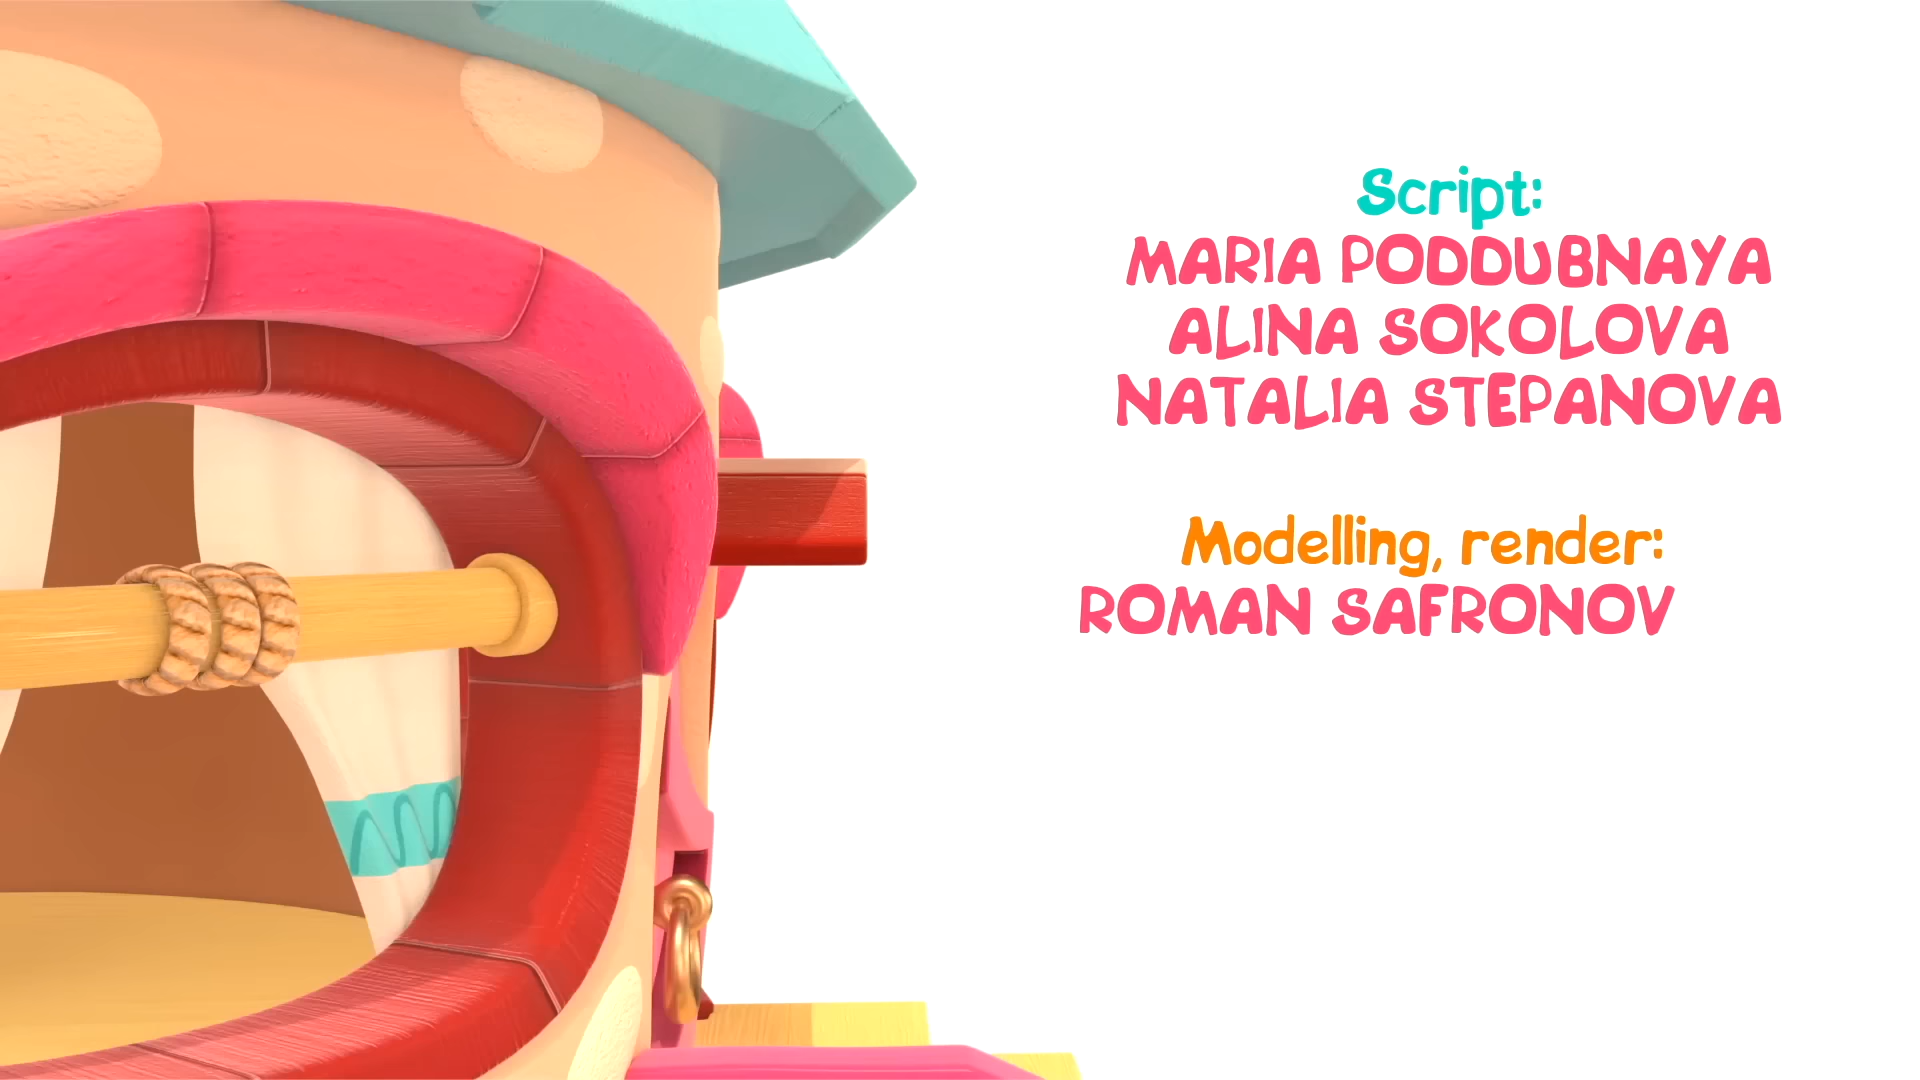 Script:
MARIA PODDUBNAYA
ALINA SOKOLOVA
NATALIA STEPANOVA
Modelling, render:
ROMAN SAFRONOV